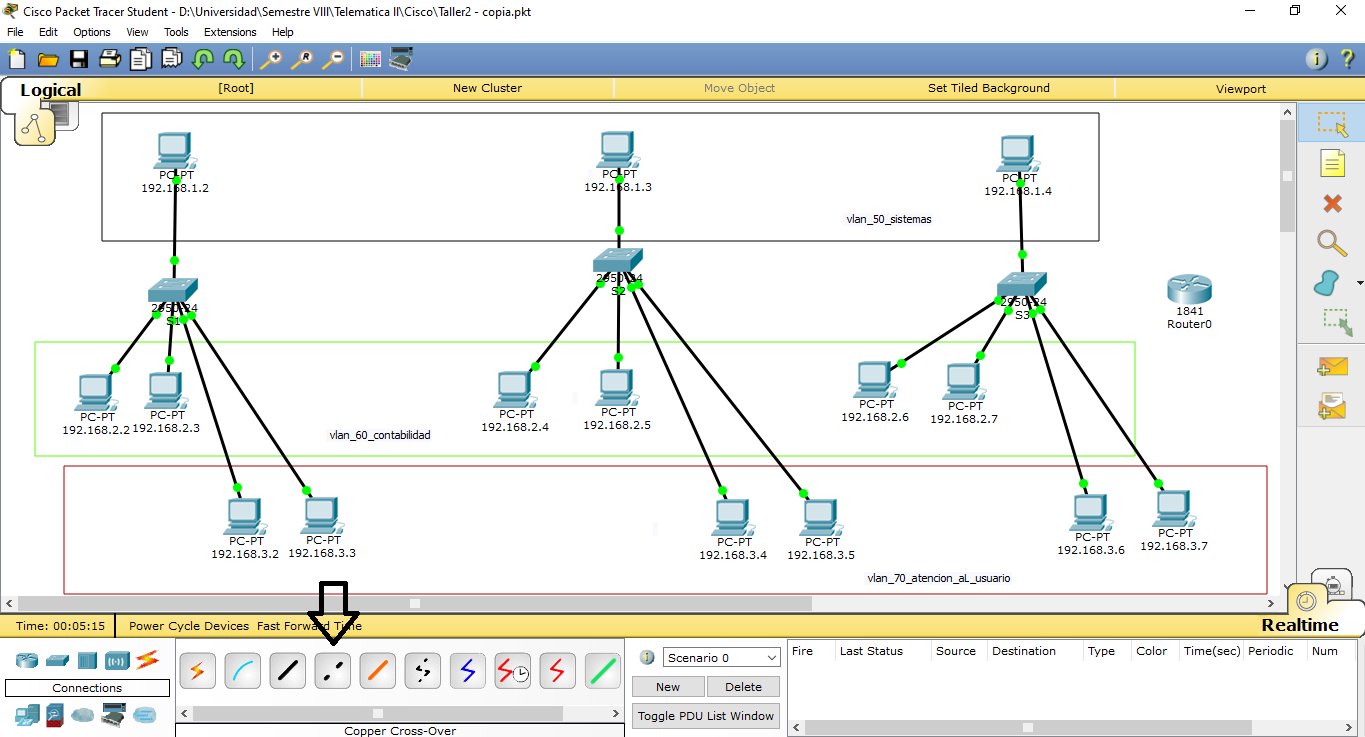 Cisco Packet Tracer Student - D:\Universidad\Semestre VIII\Telematica II\Cisco\Taller2 - copia.pkt
File Edit Options View Tools Extensions Help
Logical [Root] New Cluster Move Object Set Tiled Background Viewport
PC-PT
192.168.1.2
PC-PT
192.168.1.3
PC-PT
192.168.1.4
vlan_50_sistemas
2950-24
S1
2950-24
S2
2950-24
S3
1841
Router0
PC-PT
192.168.2.2
PC-PT
192.168.2.3
PC-PT
192.168.2.4
PC-PT
192.168.2.5
PC-PT
192.168.2.6
PC-PT
192.168.2.7
vlan_60_contabilidad
PC-PT
192.168.3.2
PC-PT
192.168.3.3
PC-PT
192.168.3.4
PC-PT
192.168.3.5
PC-PT
192.168.3.6
PC-PT
192.168.3.7
vlan_70_atencion_aL_usuario
Time: 00:05:15 Power Cycle Devices Fast Forward Time Realtime
Connections
Copper Cross-Over
Scenario 0
New Delete
Toggle PDU List Window
Fire Last Status Source Destination Type Color Time(sec) Periodic Num